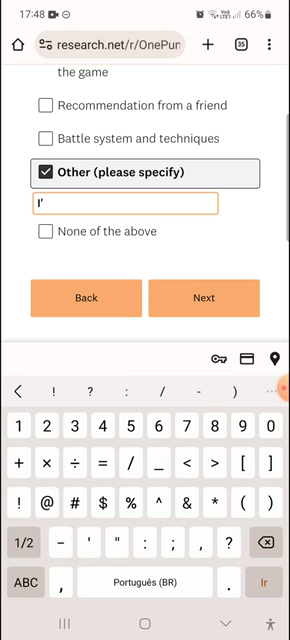 17:48 66%
research.net/r/OnePun 35
the game
Recommendation from a friend
Battle system and techniques
Other (please specify)
I'
None of the above
Back Next
! ? : / - ) ...
1 2 3 4 5 6 7 8 9 0
+ × ÷ = / _ < > [ ]
! @ # $ % ^ & * ( )
1/2 - ' " : ; , ?
ABC , Português (BR) . Ir